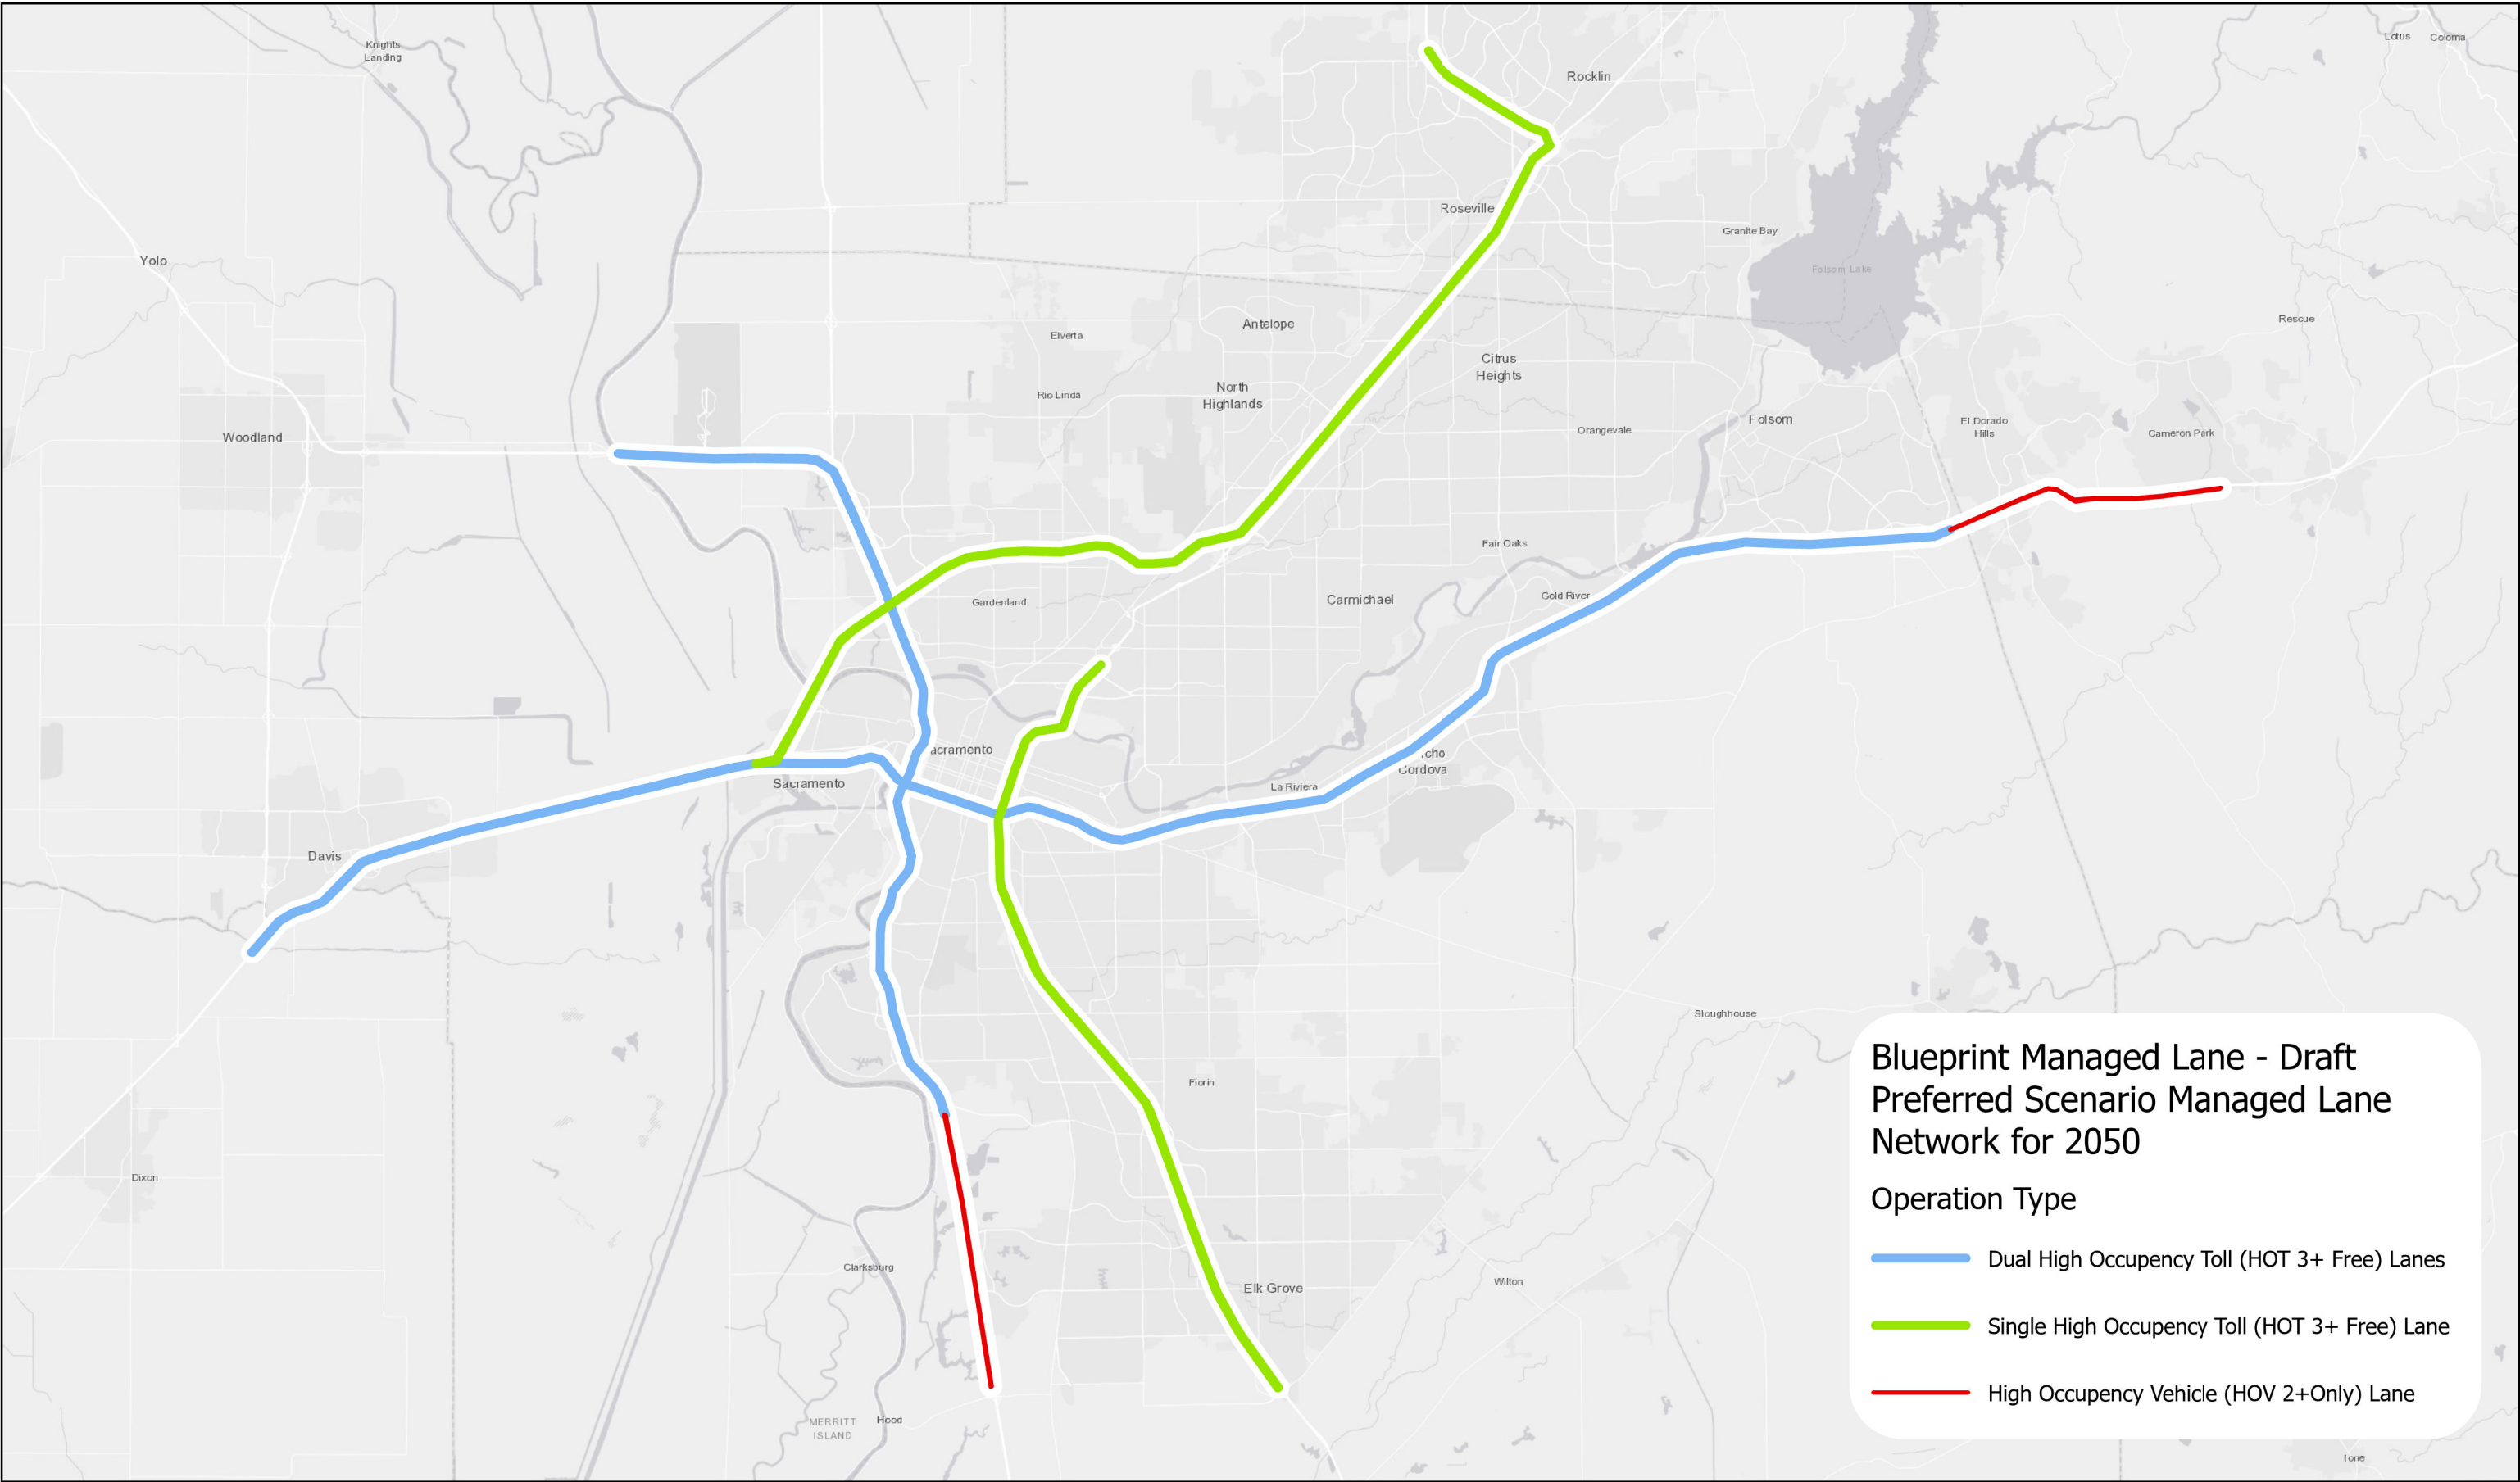 Knights
Landing
Lotus
Coloma
Rocklin
Roseville
Granite Bay
Yolo
Folsom Lake
Rescue
Elverta
Antelope
Citrus
Heights
North
Highlands
Rio Linda
Folsom
Orangevale
El Dorado
Hills
Cameron Park
Woodland
Fair Oaks
Gold River
Carmichael
Gardenland
acramento
cho
Cordova
Sacramento
La Riviera
Davis
Sloughhouse
Florin
Dixon
Clarksburg
Elk Grove
Wilton
MERRITT
ISLAND
Hood
Ione
Blueprint Managed Lane - Draft
Preferred Scenario Managed Lane
Network for 2050
Operation Type
Dual High Occupency Toll (HOT 3+ Free) Lanes
Single High Occupency Toll (HOT 3+ Free) Lane
High Occupency Vehicle (HOV 2+Only) Lane